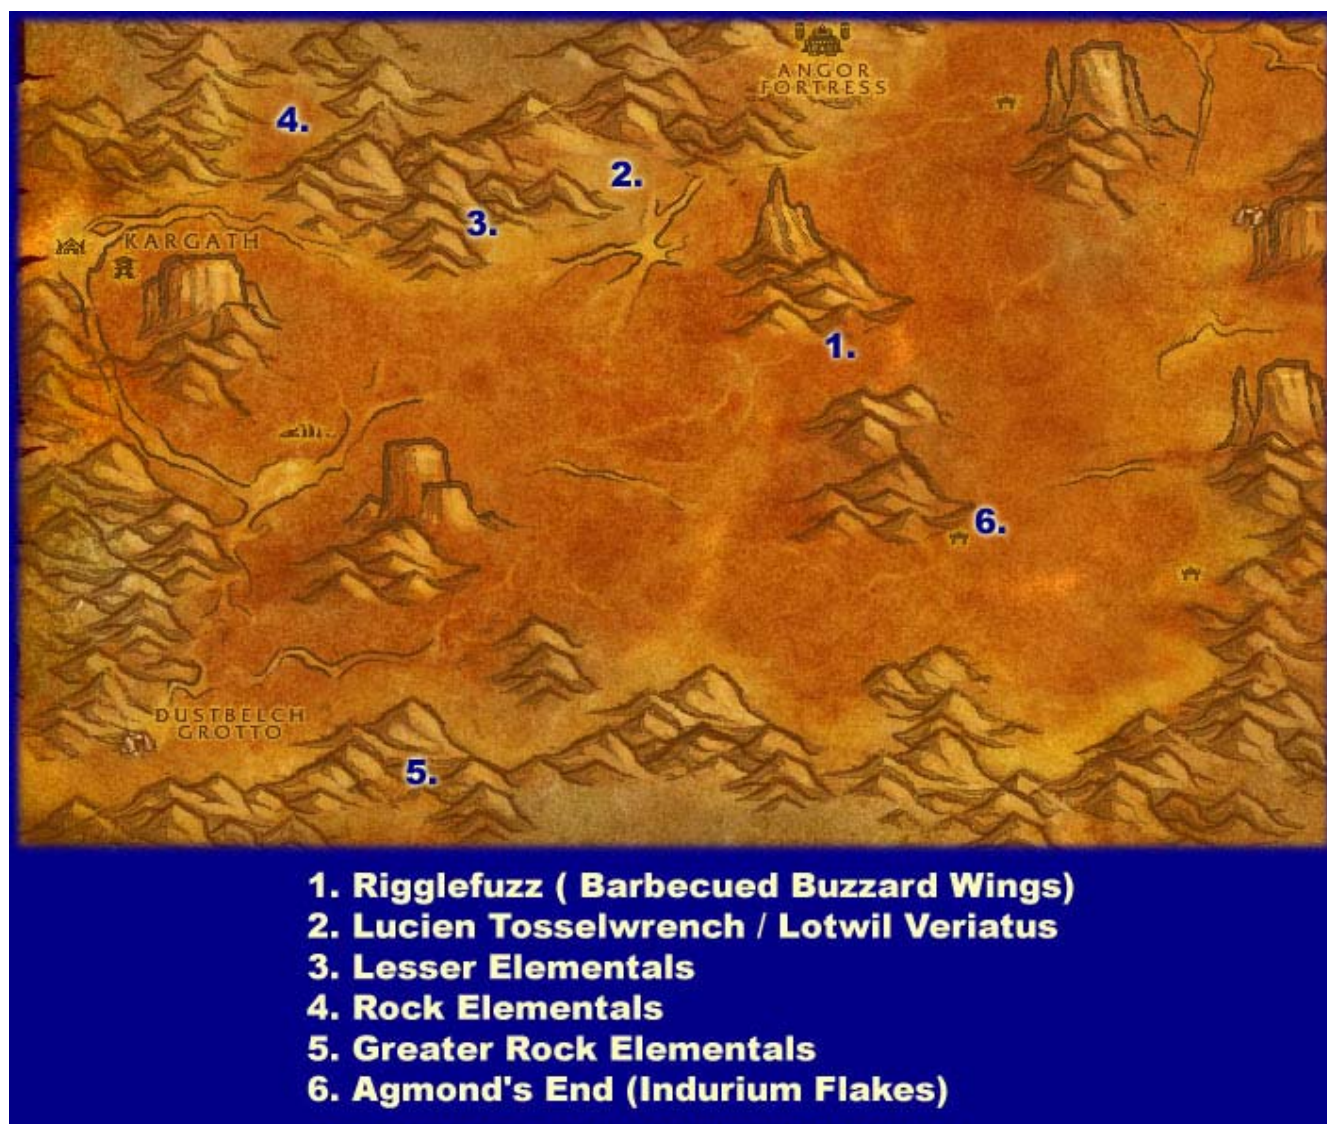 ANGOR
FORTRESS
4.
2.
3.
KARGATH
1.
6.
DUSTBELCH
GROTTO
5.
1. Rigglefuzz ( Barbecued Buzzard Wings)
2. Lucien Tosselwrench / Lotwil Veriatus
3. Lesser Elementals
4. Rock Elementals
5. Greater Rock Elementals
6. Agmond's End (Indurium Flakes)